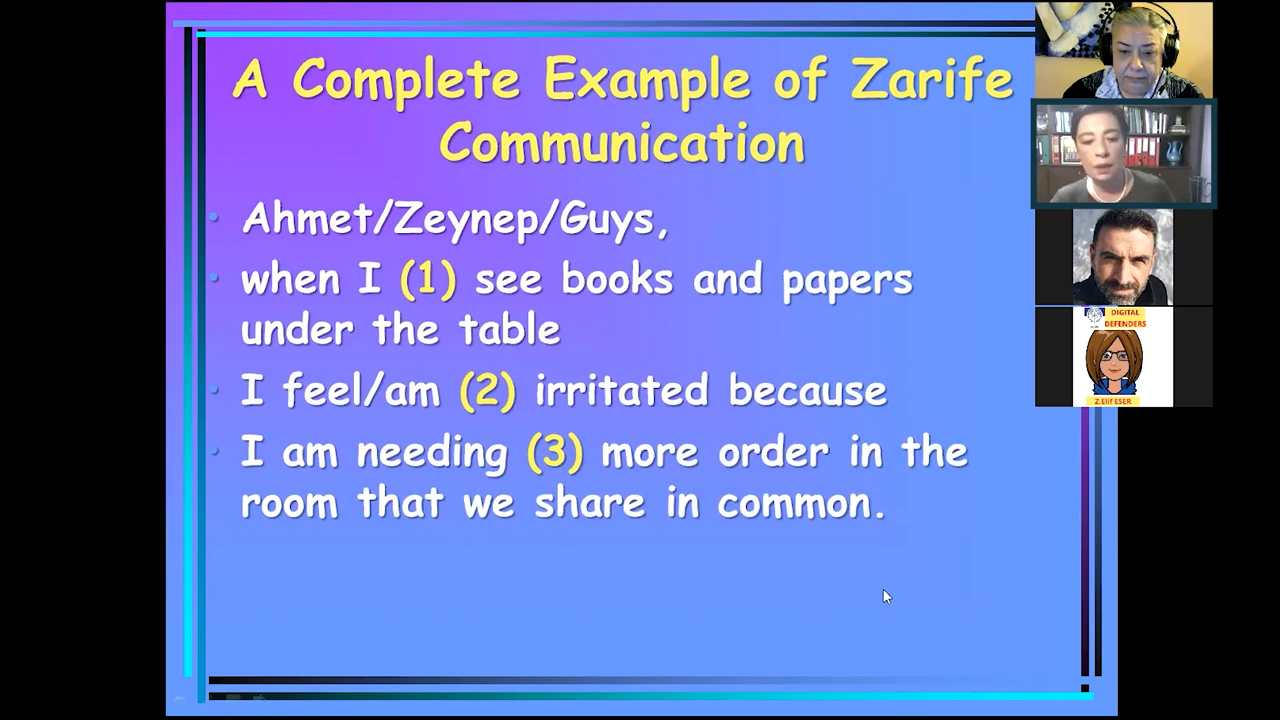 A Complete Example of Zarife
Communication
Ahmet/Zeynep/Guys,
when I (1) see books and papers
under the table
I feel/am (2) irritated because
I am needing (3) more order in the
room that we share in common.
DIGITAL
DEFENDERS
Z.Elif ESER